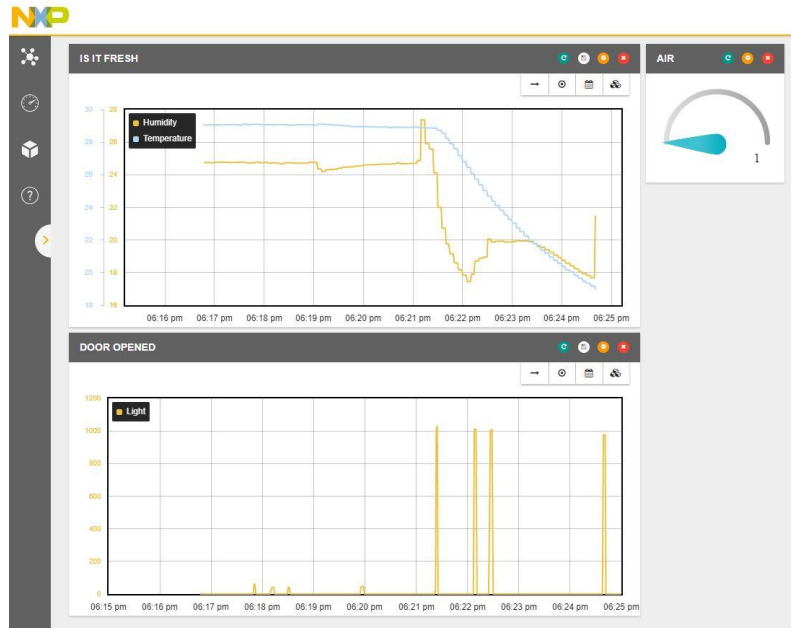 NXP
IS IT FRESH
AIR
Humidity
Temperature
30 28
28 26
26 24
24 22
22 20
20 18
18 16
06:16 pm 06:17 pm 06:18 pm 06:19 pm 06:20 pm 06:21 pm 06:22 pm 06:23 pm 06:24 pm 06:25 pm
1
DOOR OPENED
Light
1200
1000
800
600
400
200
0
06:15 pm 06:16 pm 06:17 pm 06:18 pm 06:19 pm 06:20 pm 06:21 pm 06:22 pm 06:23 pm 06:24 pm 06:25 pm